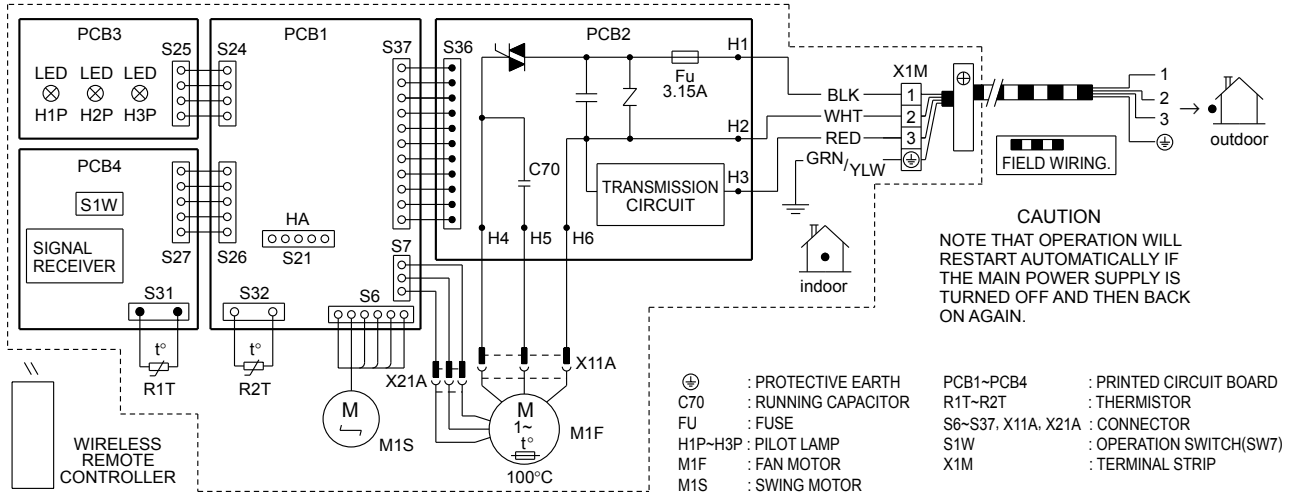 PCB3
LED LED LED
H1P H2P H3P
S25
S24
PCB1
S37
S36
PCB2
Fu
3.15A
H1
H2
H3
C70
TRANSMISSION
CIRCUIT
H4
H5
H6
BLK
WHT
RED
GRN/YLW
X1M
1
2
3
1
2
3
outdoor
FIELD WIRING.
PCB4
S1W
SIGNAL
RECEIVER
S27
S26
HA
S21
S7
S31
S32
S6
t°
R1T
t°
R2T
X21A
X11A
M
M1S
M
1~
t°
M1F
100°C
indoor
CAUTION
NOTE THAT OPERATION WILL
RESTART AUTOMATICALLY IF
THE MAIN POWER SUPPLY IS
TURNED OFF AND THEN BACK
ON AGAIN.
WIRELESS
REMOTE
CONTROLLER
: PROTECTIVE EARTH
C70 : RUNNING CAPACITOR
FU : FUSE
H1P~H3P : PILOT LAMP
M1F : FAN MOTOR
M1S : SWING MOTOR
PCB1~PCB4 : PRINTED CIRCUIT BOARD
R1T~R2T : THERMISTOR
S6~S37, X11A, X21A : CONNECTOR
S1W : OPERATION SWITCH(SW7)
X1M : TERMINAL STRIP